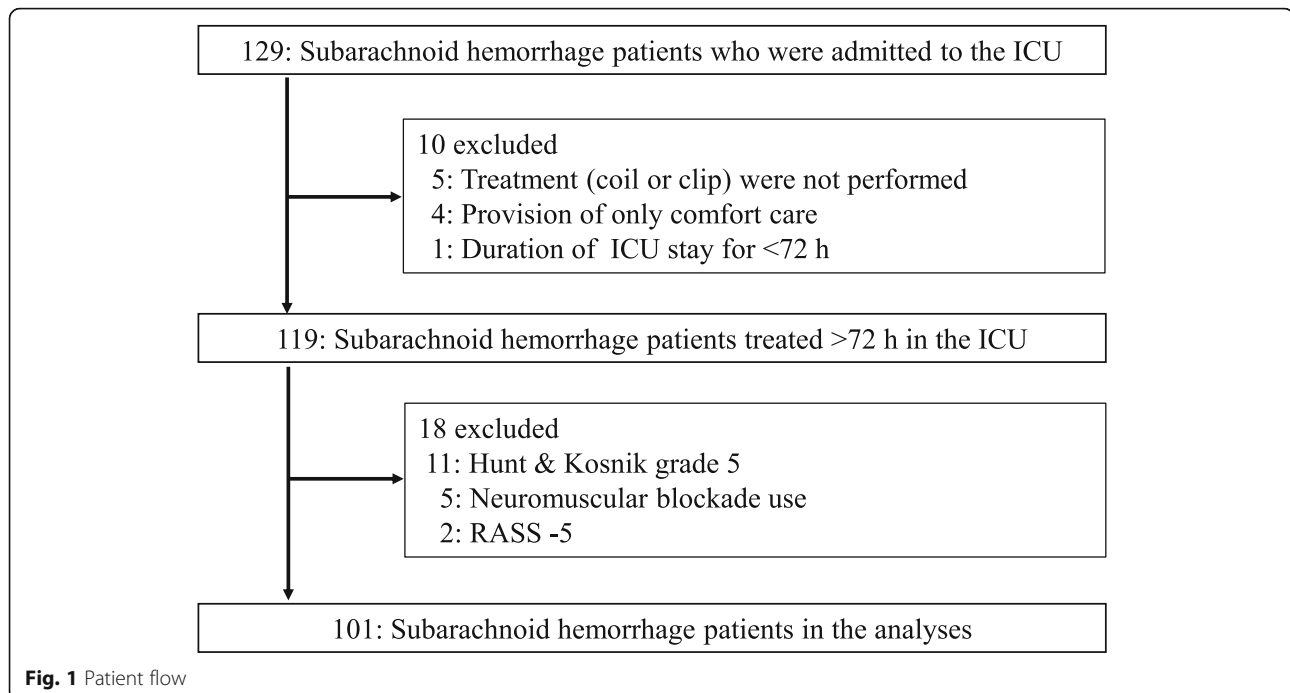 129: Subarachnoid hemorrhage patients who were admitted to the ICU
10 excluded
5: Treatment (coil or clip) were not performed
4: Provision of only comfort care
1: Duration of ICU stay for <72 h
119: Subarachnoid hemorrhage patients treated >72 h in the ICU
18 excluded
11: Hunt & Kosnik grade 5
5: Neuromuscular blockade use
2: RASS -5
101: Subarachnoid hemorrhage patients in the analyses
Fig. 1 Patient flow